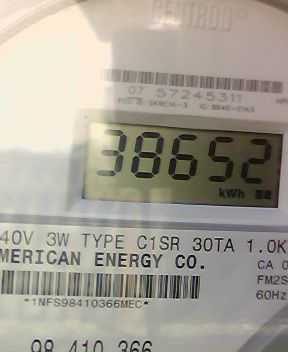 CENTRON®
07 57245311
38652
kWh
40V 3W TYPE C1SR 30TA 1.0K
MERICAN ENERGY CO.
CA 0
FM2S
60Hz
*1NFS98410366MEC*
98 410 366